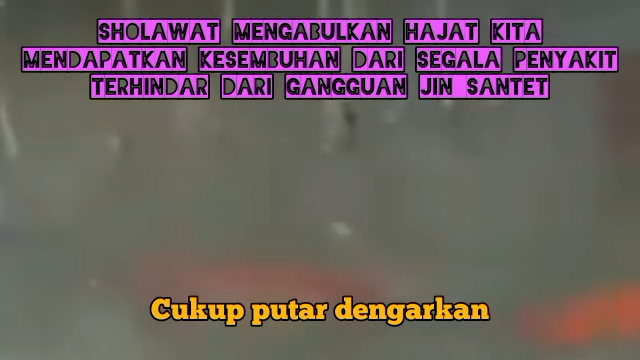 SHOLAWAT MENGABULKAN HAJAT KITA
MENDAPATKAN KESEMBUHAN DARI SEGALA PENYAKIT
TERHINDAR DARI GANGGUAN JIN SANTET
Cukup putar dengarkan